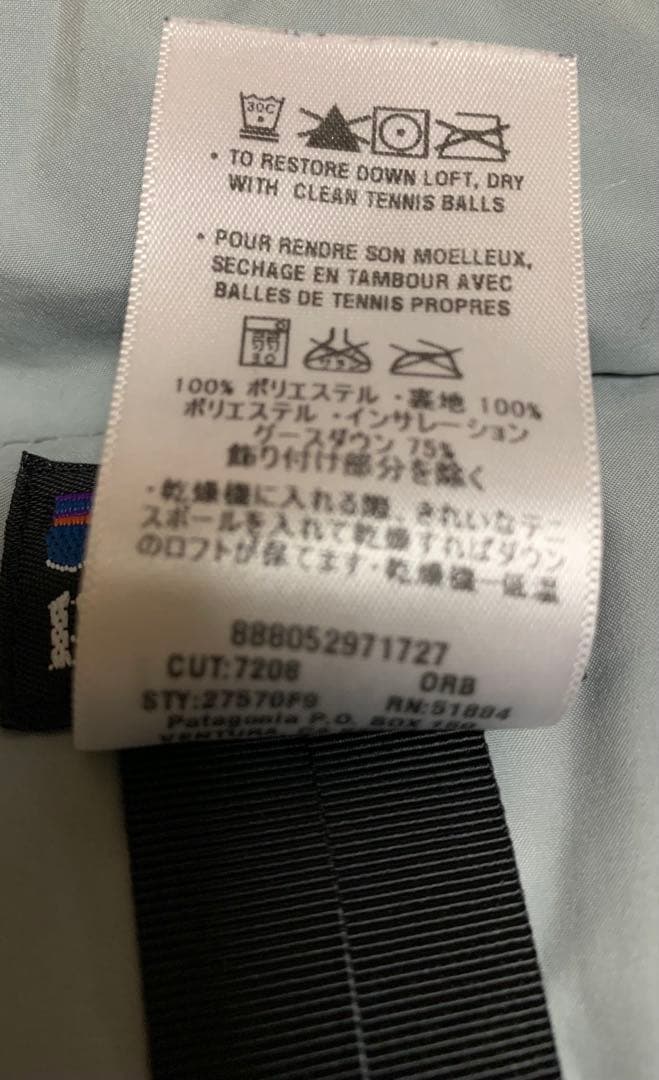 30C
• TO RESTORE DOWN LOFT, DRY
WITH CLEAN TENNIS BALLS
• POUR RENDRE SON MOELLEUX,
SECHAGE EN TAMBOUR AVEC
BALLES DE TENNIS PROPRES
100% ポリエステル・裏地 100%
ポリエステル・インサレーション
グースダウン 75%
飾り付け部分を除く
・乾燥機に入れる際、きれいなテニ
スボールを入れて乾燥すればダウン
のロフトが保てます・乾燥機ー低温
888052971727
CUT:7208 ORB
STY:27570F9 RN:51884
Patagonia P.O. BOX
VENTURA,